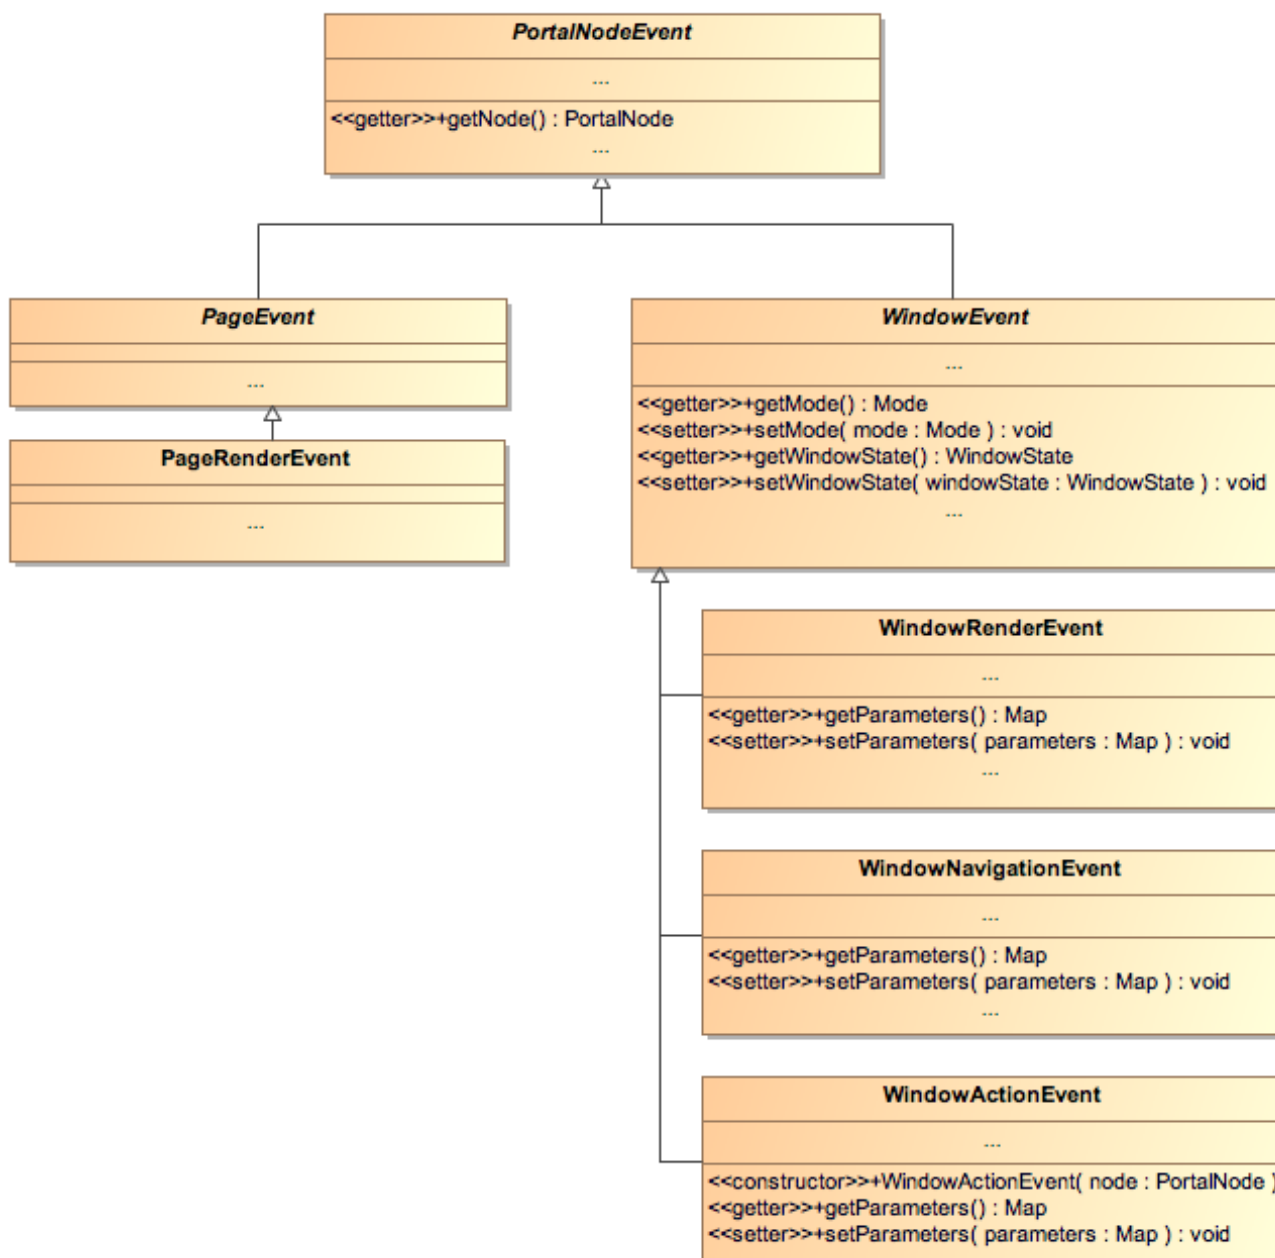 PortalNodeEvent
...
<<getter>>+getNode() : PortalNode
...
PageEvent
...
PageRenderEvent
...
WindowEvent
...
<<getter>>+getMode() : Mode
<<setter>>+setMode( mode : Mode ) : void
<<getter>>+getWindowState() : WindowState
<<setter>>+setWindowState( windowState : WindowState ) : void
...
WindowRenderEvent
...
<<getter>>+getParameters() : Map
<<setter>>+setParameters( parameters : Map ) : void
...
WindowNavigationEvent
...
<<getter>>+getParameters() : Map
<<setter>>+setParameters( parameters : Map ) : void
...
WindowActionEvent
...
<<constructor>>+WindowActionEvent( node : PortalNode )
<<getter>>+getParameters() : Map
<<setter>>+setParameters( parameters : Map ) : void